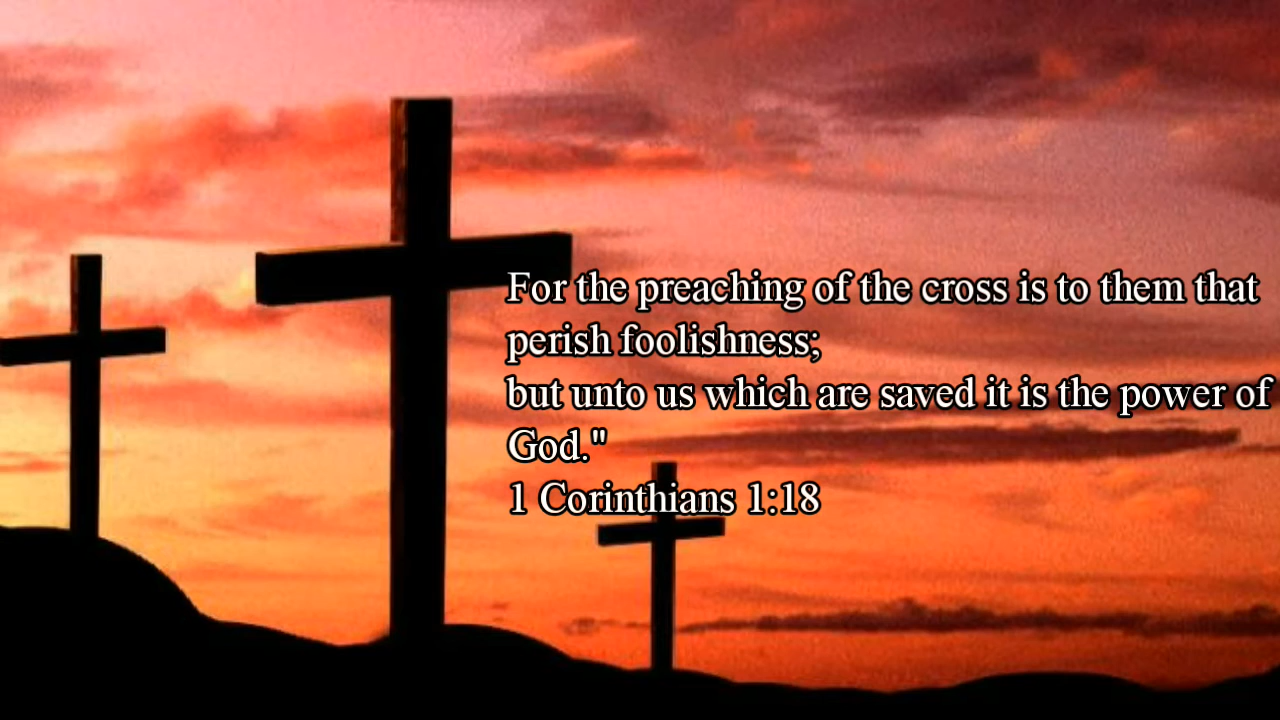 For the preaching of the cross is to them that
perish foolishness;
but unto us which are saved it is the power of
God."
1 Corinthians 1:18